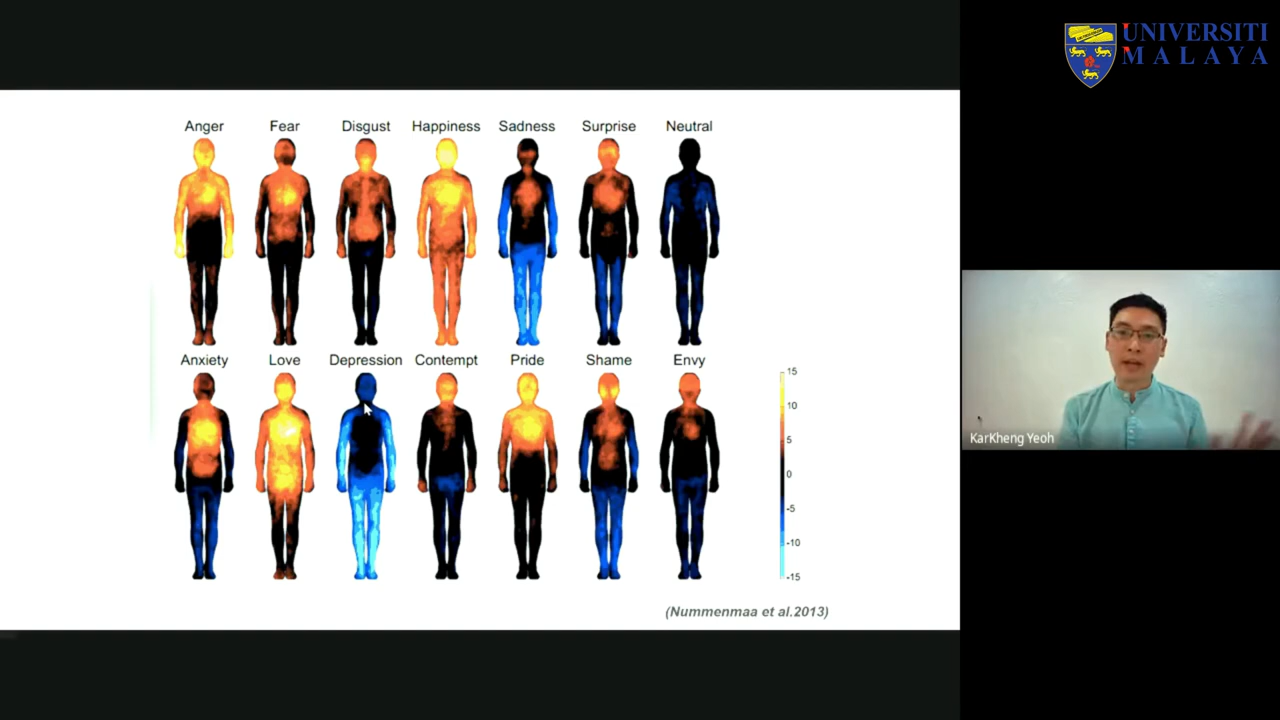 UNIVERSITI
MALAYA
Anger Fear Disgust Happiness Sadness Surprise Neutral
Anxiety Love Depression Contempt Pride Shame Envy
15
10
5
0
-5
-10
-15
(Nummenmaa et al.2013)
KarKheng Yeoh